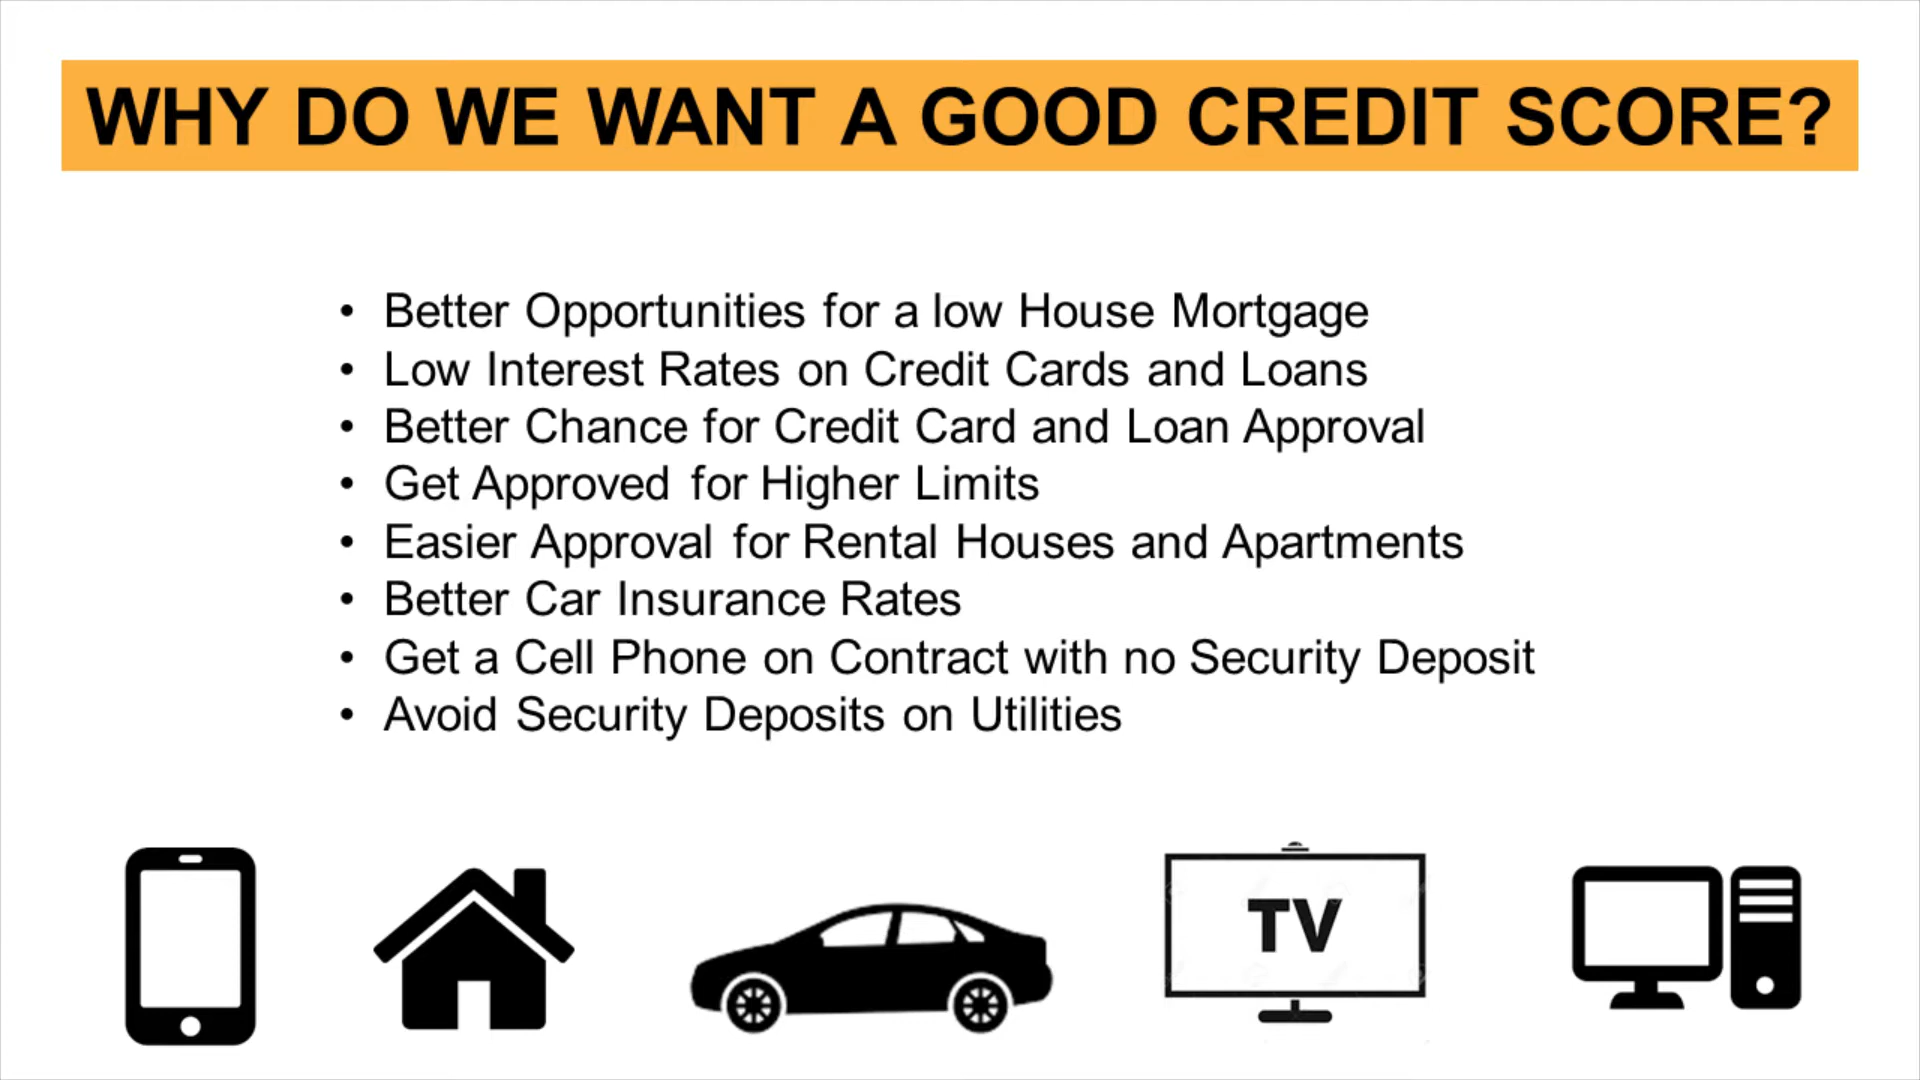 WHY DO WE WANT A GOOD CREDIT SCORE?
• Better Opportunities for a low House Mortgage
• Low Interest Rates on Credit Cards and Loans
• Better Chance for Credit Card and Loan Approval
• Get Approved for Higher Limits
• Easier Approval for Rental Houses and Apartments
• Better Car Insurance Rates
• Get a Cell Phone on Contract with no Security Deposit
• Avoid Security Deposits on Utilities
TV